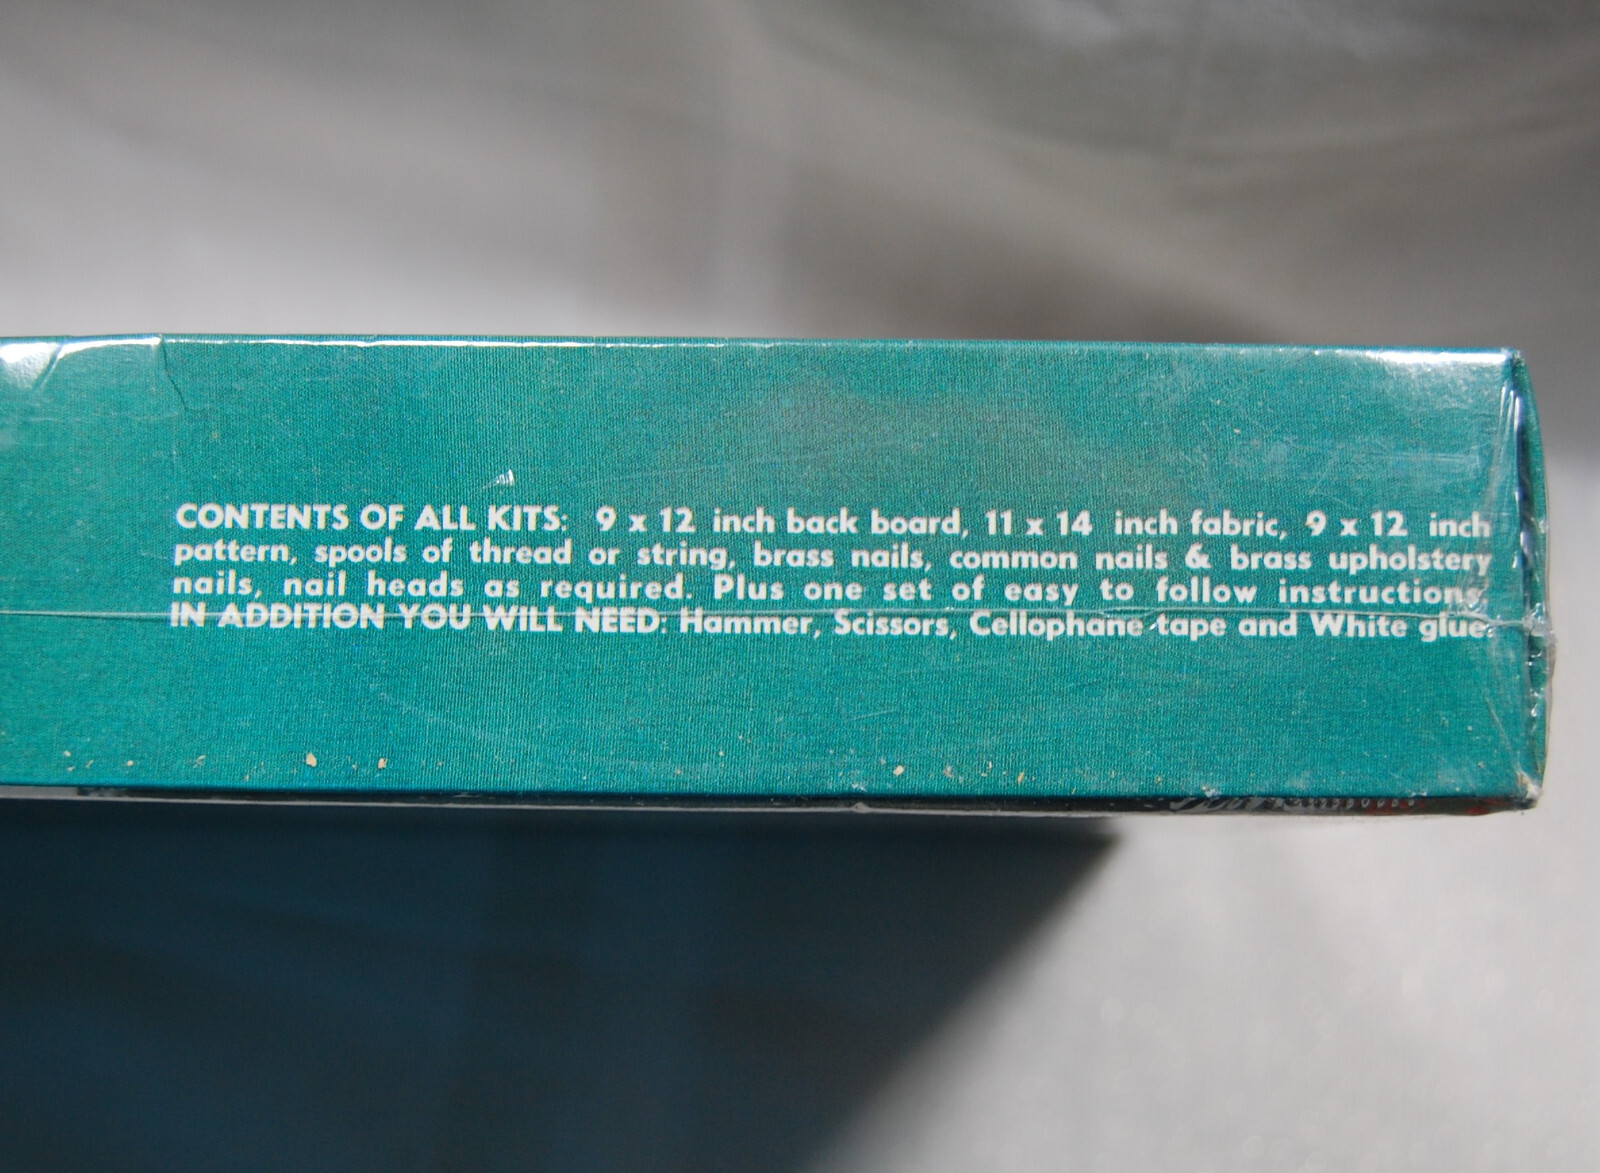 CONTENTS OF ALL KITS: 9 x 12 inch back board, 11 x 14 inch fabric, 9 x 12 inch
pattern, spools of thread or string, brass nails, common nails & brass upholstery
nails, nail heads as required. Plus one set of easy to follow instructions.
IN ADDITION YOU WILL NEED: Hammer, Scissors, Cellophane tape and White glue.